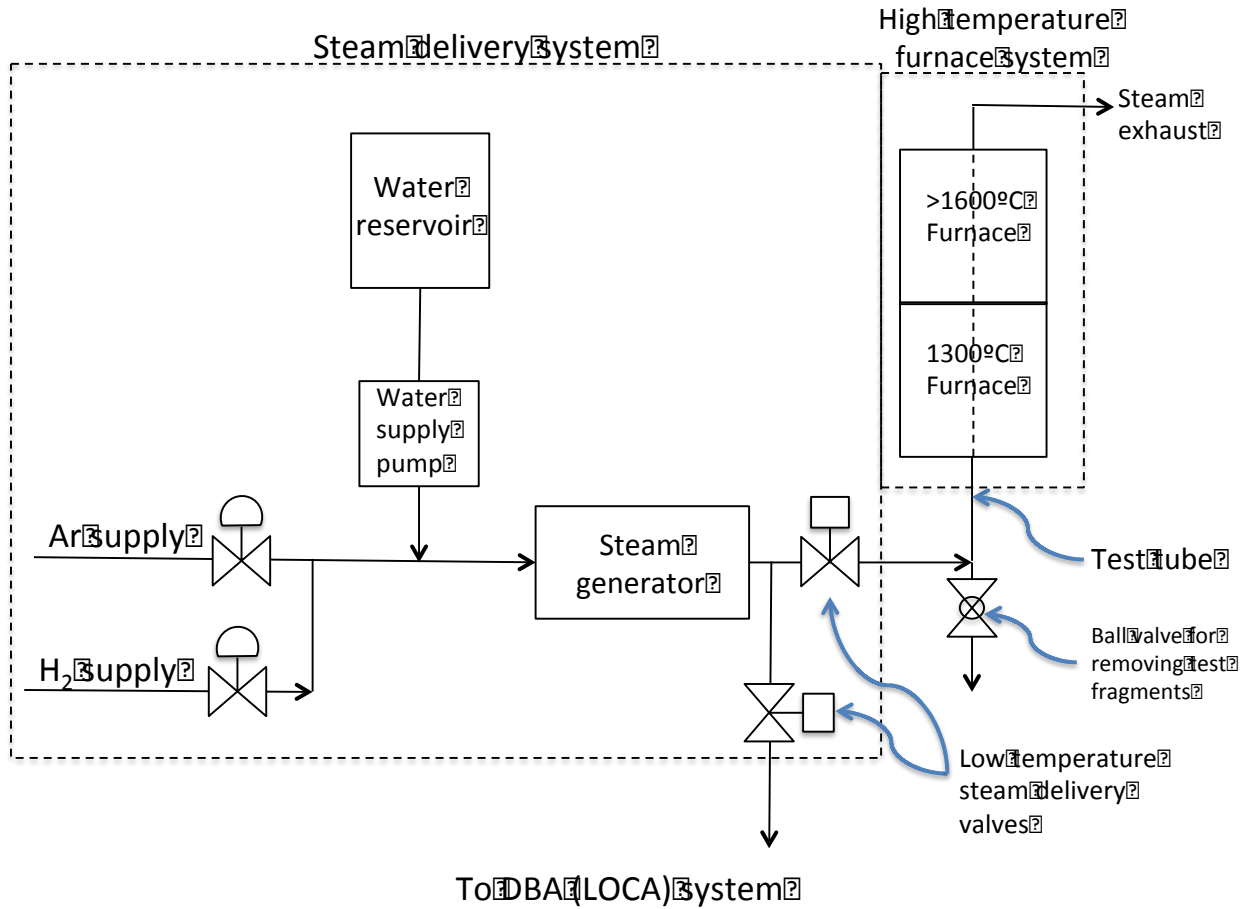 High temperature
furnace system
Steam delivery system
Steam
exhaust
Water
reservoir
>1600ºC
Furnace
1300ºC
Furnace
Water
supply
pump
Ar supply
Steam
generator
Test tube
H₂ supply
Ball valve for
removing test
fragments
Low temperature
steam delivery
valves
To DBA (LOCA) system